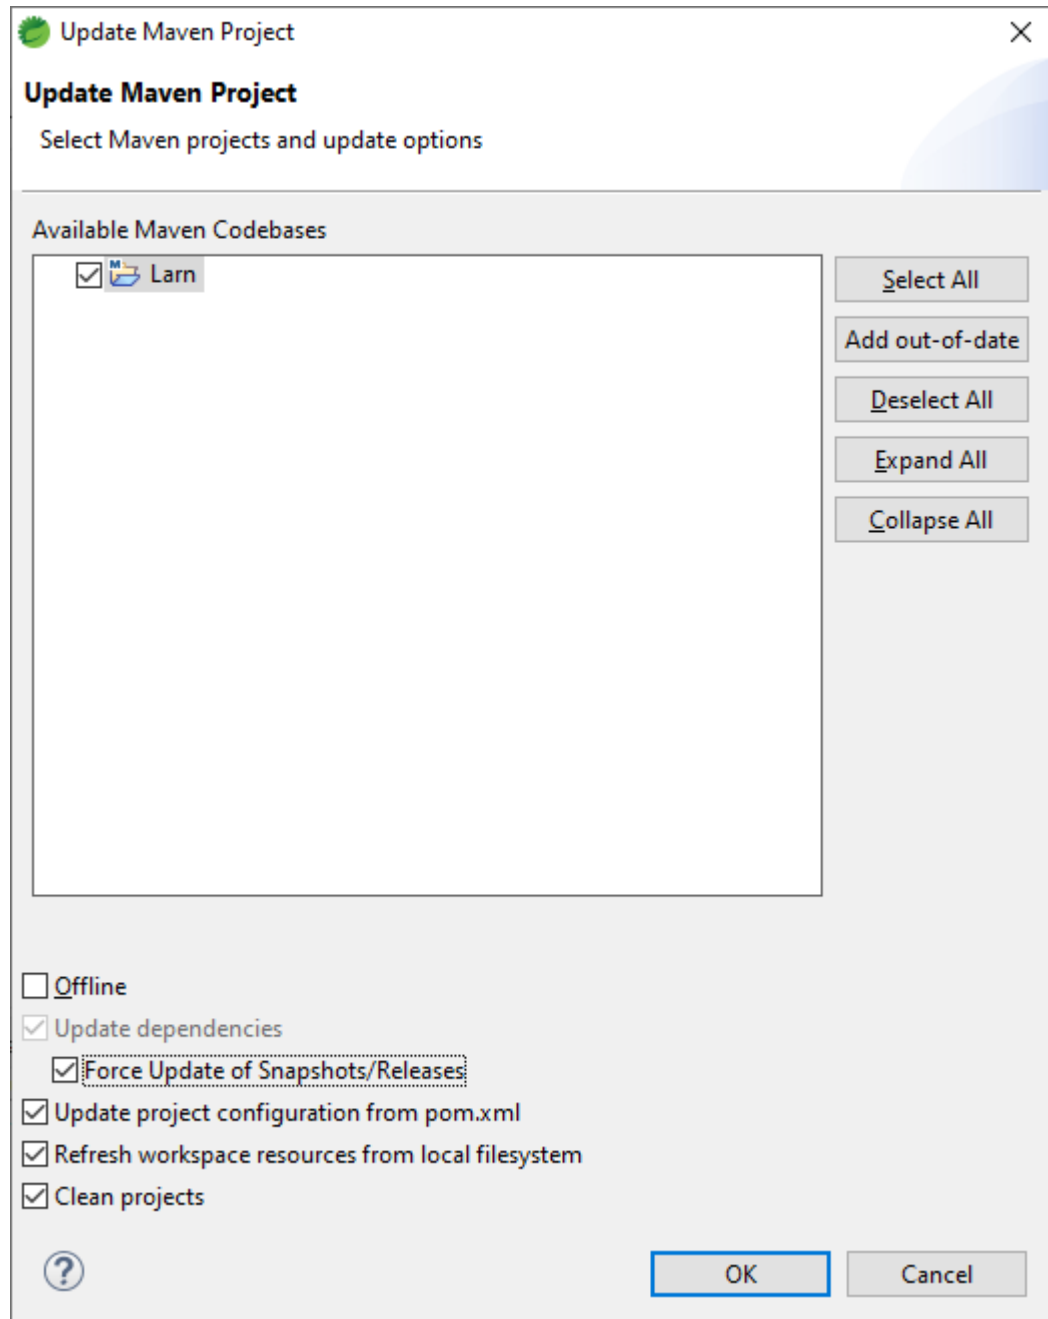 Update Maven Project
Update Maven Project
Select Maven projects and update options
Available Maven Codebases
Larn
Select All
Add out-of-date
Deselect All
Expand All
Collapse All
Offline
Update dependencies
Force Update of Snapshots/Releases
Update project configuration from pom.xml
Refresh workspace resources from local filesystem
Clean projects
OK
Cancel